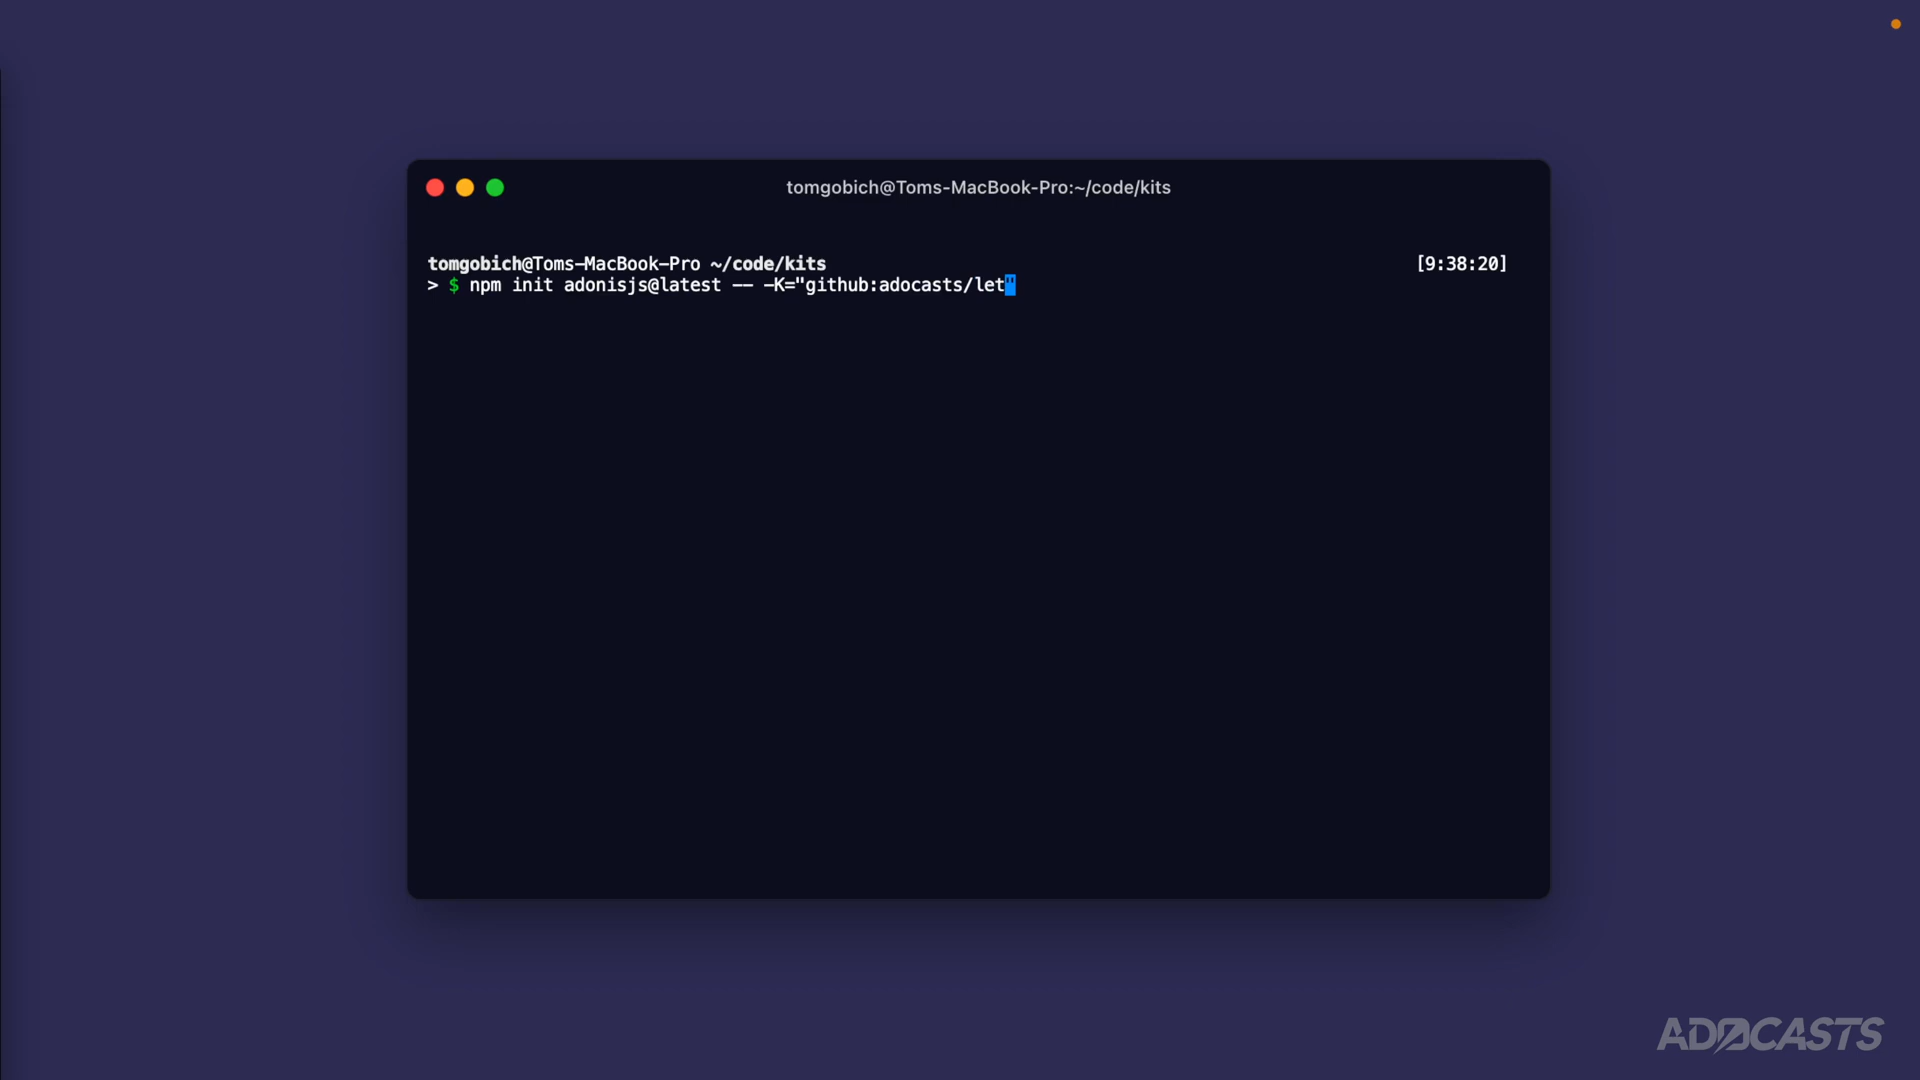 tomgobich@Toms-MacBook-Pro:~/code/kits
tomgobich@Toms-MacBook-Pro ~/code/kits [9:38:20]
> $ npm init adonisjs@latest -- -K="github:adocasts/let"
ADOCASTS